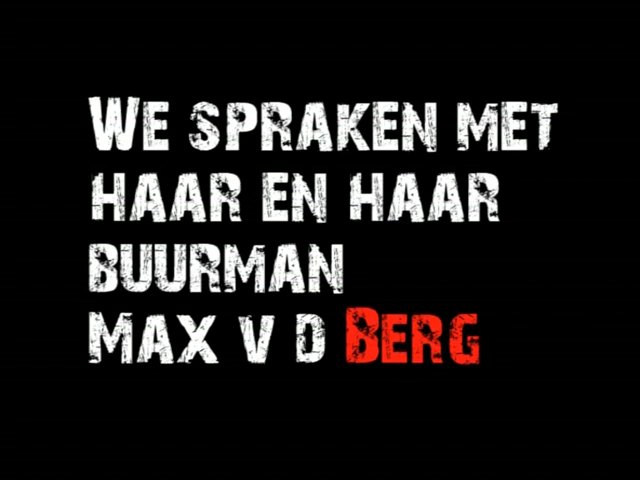 WE SPRAKEN MET
HAAR EN HAAR
BUURMAN
MAX V D BERG